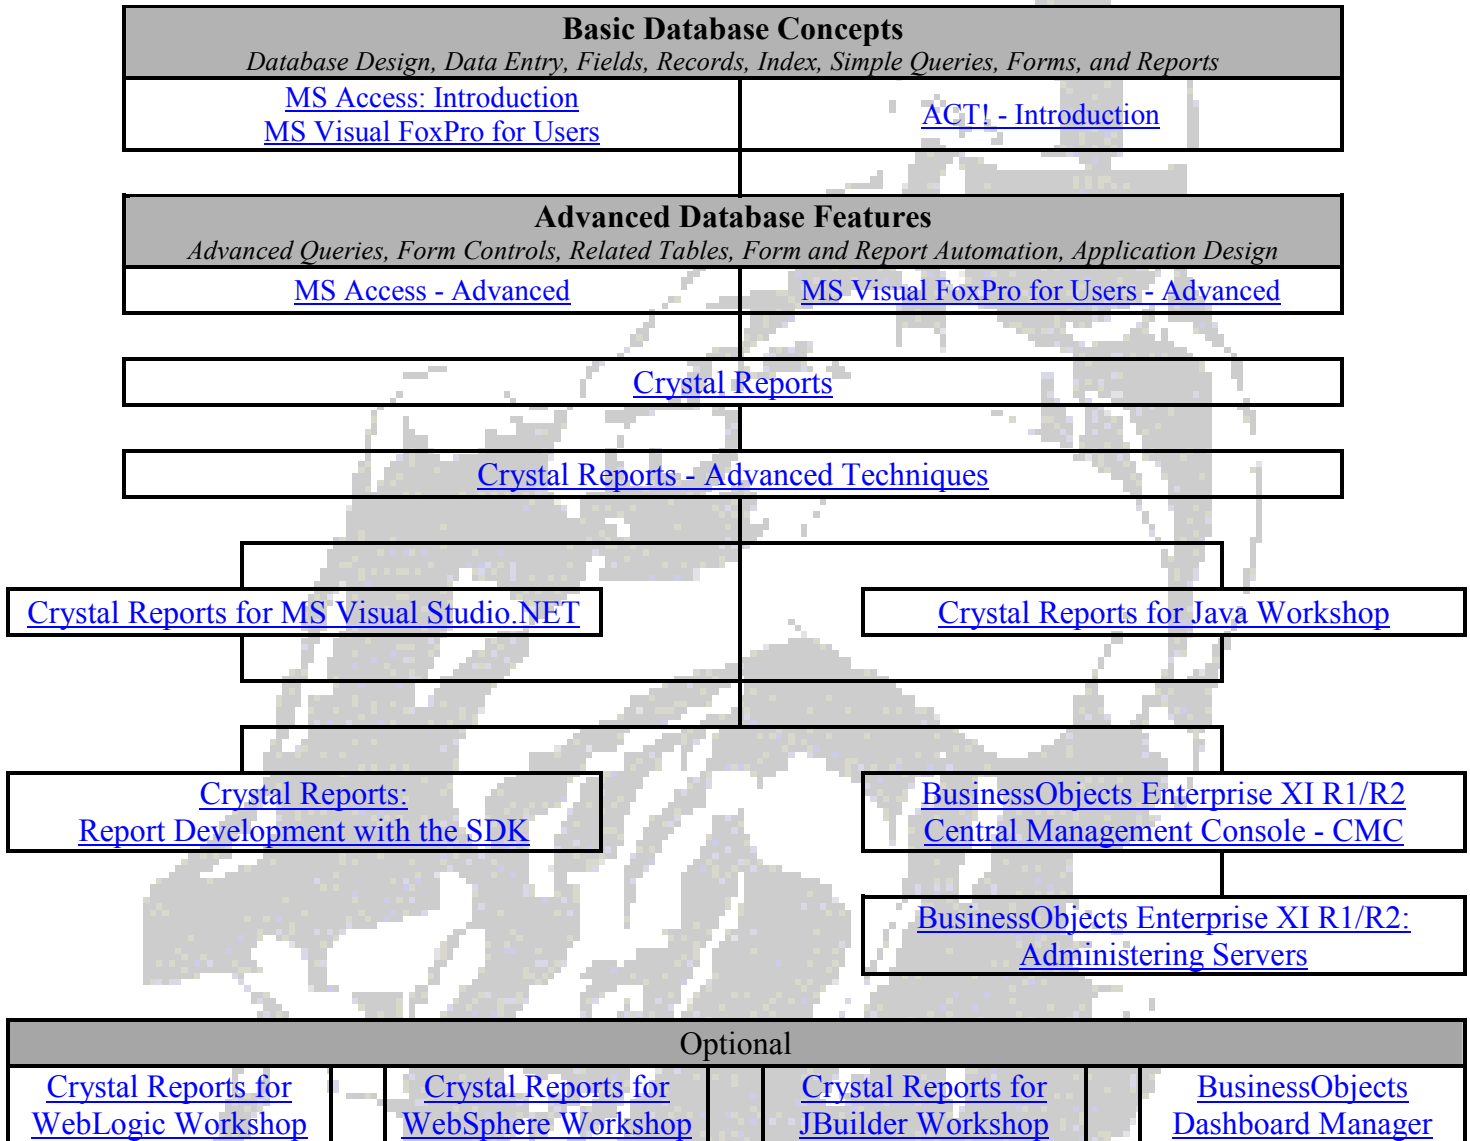 Basic Database Concepts
Database Design, Data Entry, Fields, Records, Index, Simple Queries, Forms, and Reports
MS Access: Introduction
MS Visual FoxPro for Users
ACT! - Introduction
Advanced Database Features
Advanced Queries, Form Controls, Related Tables, Form and Report Automation, Application Design
MS Access - Advanced
MS Visual FoxPro for Users - Advanced
Crystal Reports
Crystal Reports - Advanced Techniques
Crystal Reports for MS Visual Studio.NET
Crystal Reports for Java Workshop
Crystal Reports:
Report Development with the SDK
BusinessObjects Enterprise XI R1/R2
Central Management Console - CMC
BusinessObjects Enterprise XI R1/R2:
Administering Servers
Optional
Crystal Reports for
WebLogic Workshop
Crystal Reports for
WebSphere Workshop
Crystal Reports for
JBuilder Workshop
BusinessObjects
Dashboard Manager